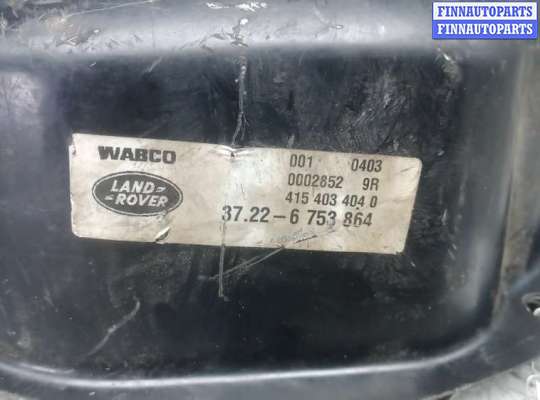 FINNAUTOPARTS
FINNAUTOPARTS
WABCO 001 0403
0002852 9R
LAND-
-ROVER
415 403 404 0
37.22-6 753 864